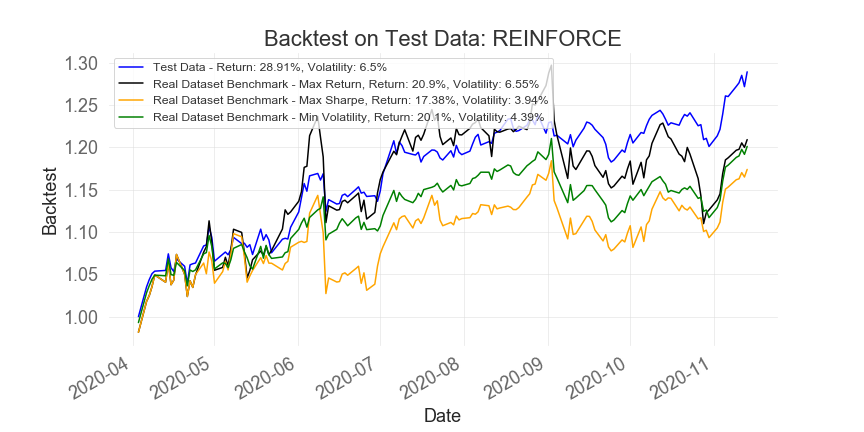 Backtest on Test Data: REINFORCE
Test Data - Return: 28.91%, Volatility: 6.5%
Real Dataset Benchmark - Max Return, Return: 20.9%, Volatility: 6.55%
Real Dataset Benchmark - Max Sharpe, Return: 17.38%, Volatility: 3.94%
Real Dataset Benchmark - Min Volatility, Return: 20.1%, Volatility: 4.39%
1.30
1.25
1.20
1.15
1.10
1.05
1.00
Backtest
2020-04
2020-05
2020-06
2020-07
2020-08
2020-09
2020-10
2020-11
Date